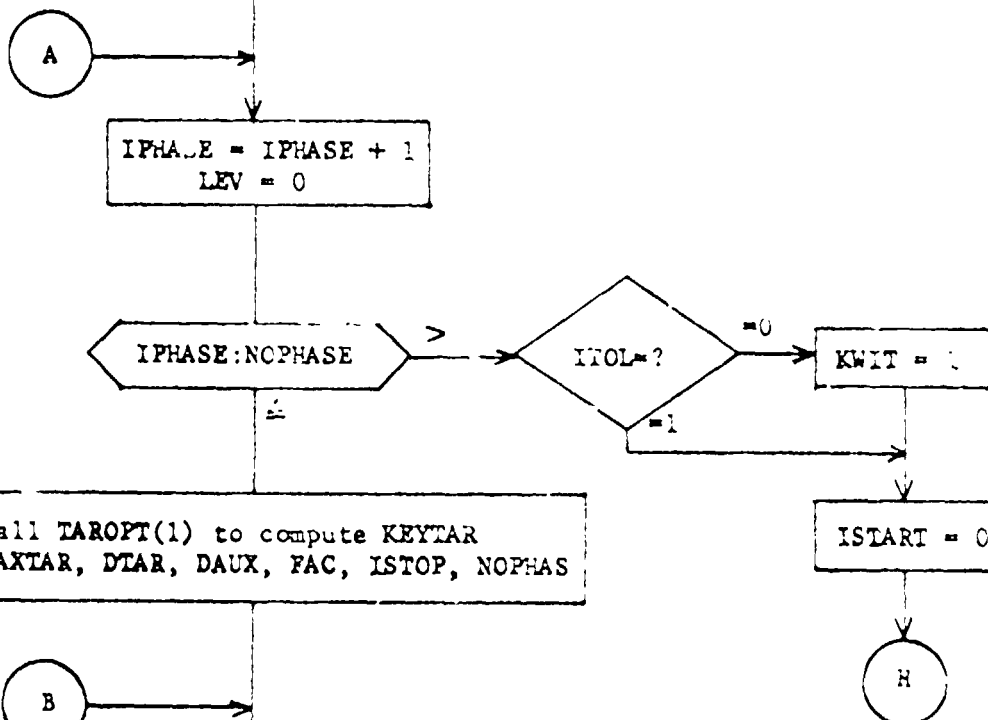 A
IPHASE = IPHASE + 1
LEV = 0
IPHASE:NOPHASE
>
ITOL=?
=0
KWIT =
≤
=1
all TAROPT(1) to compute KEYTAR
AXTAR, DTAR, DAUX, FAC, ISTOP, NOPHAS
ISTART = 0
B
H